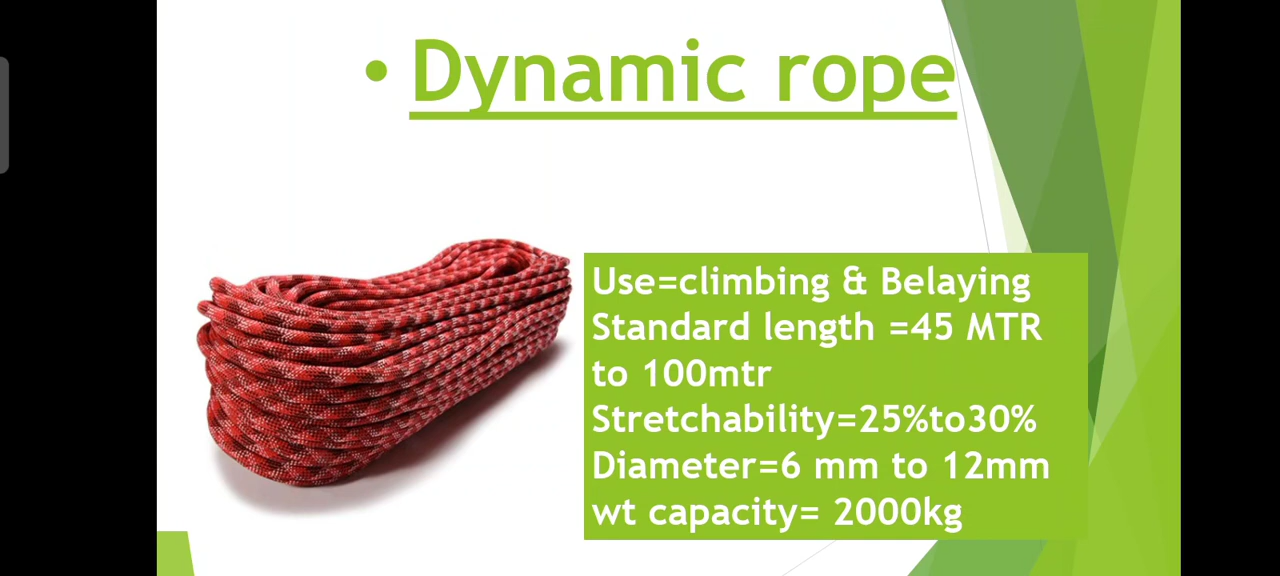 • Dynamic rope
Use=climbing & Belaying
Standard length =45 MTR
to 100mtr
Stretchability=25%to30%
Diameter=6 mm to 12mm
wt capacity= 2000kg